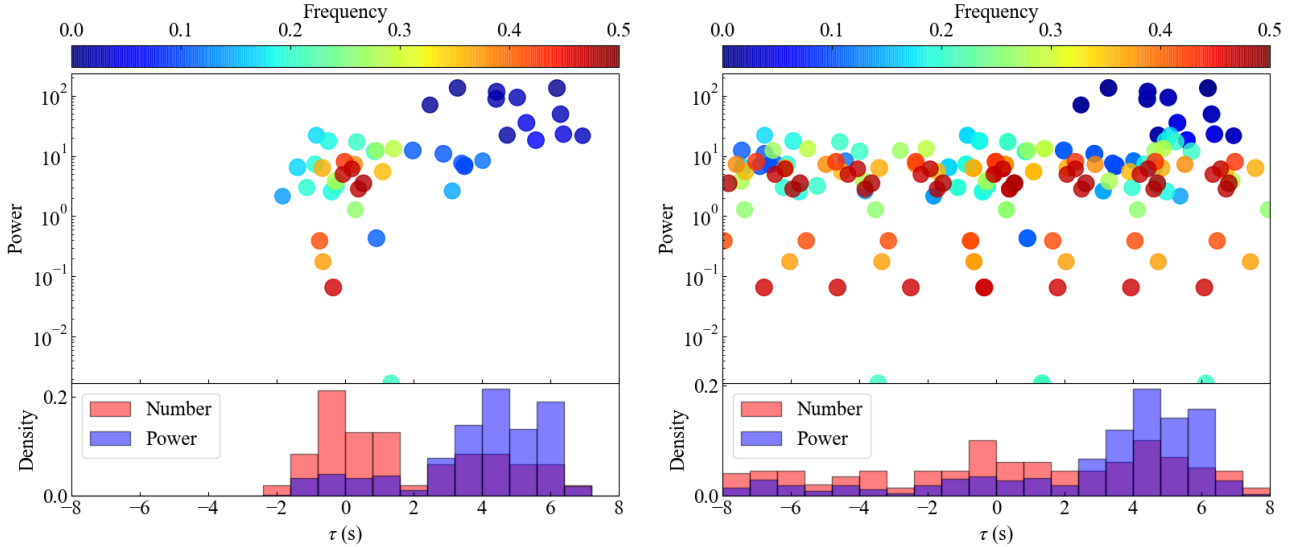 Frequency
0.0 0.1 0.2 0.3 0.4 0.5
Power
10²
10¹
10⁰
10⁻¹
10⁻²
Density
0.2
0.0
Number
Power
−8 −6 −4 −2 0 2 4 6 8
τ (s)
Frequency
0.0 0.1 0.2 0.3 0.4 0.5
Power
10²
10¹
10⁰
10⁻¹
10⁻²
Density
0.2
0.0
Number
Power
−8 −6 −4 −2 0 2 4 6 8
τ (s)